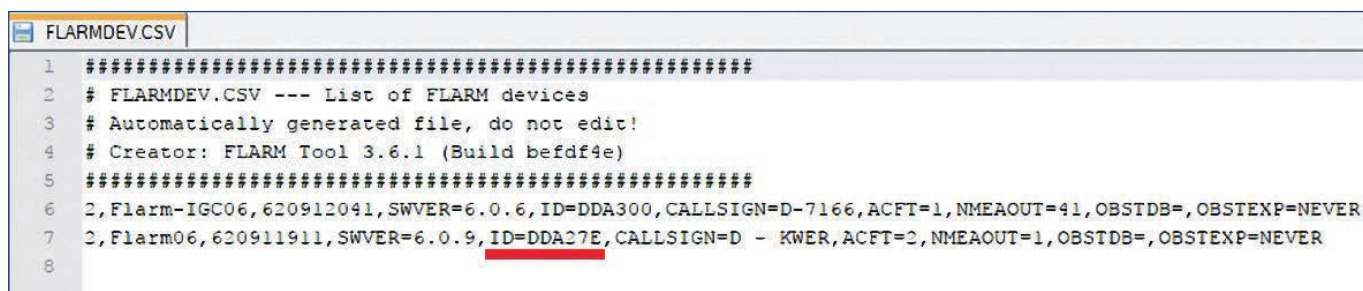 FLARMDEV.CSV
1 #####################################################
2 # FLARMDEV.CSV --- List of FLARM devices
3 # Automatically generated file, do not edit!
4 # Creator: FLARM Tool 3.6.1 (Build befdf4e)
5 #####################################################
6 2,Flarm-IGC06,620912041,SWVER=6.0.6,ID=DDA300,CALLSIGN=D-7166,ACFT=1,NMEAOUT=41,OBSTDB=,OBSTEXP=NEVER
7 2,Flarm06,620911911,SWVER=6.0.9,ID=DDA27E,CALLSIGN=D - KWER,ACFT=2,NMEAOUT=1,OBSTDB=,OBSTEXP=NEVER
8